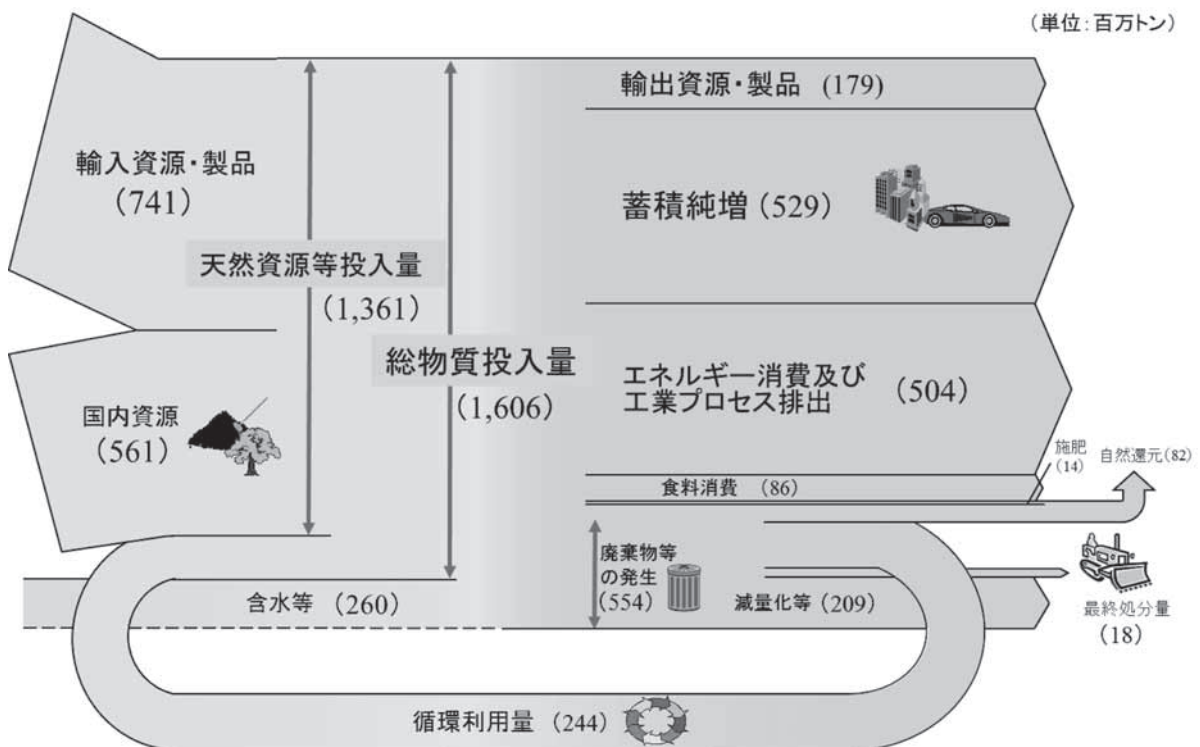 (単位:百万トン)
輸入資源・製品
(741)
天然資源等投入量
(1,361)
総物質投入量
(1,606)
国内資源
(561)
含水等 (260)
輸出資源・製品 (179)
蓄積純増 (529)
エネルギー消費及び
工業プロセス排出
(504)
食料消費 (86)
施肥
(14)
自然還元(82)
廃棄物等
の発生
(554)
減量化等 (209)
最終処分量
(18)
循環利用量 (244)